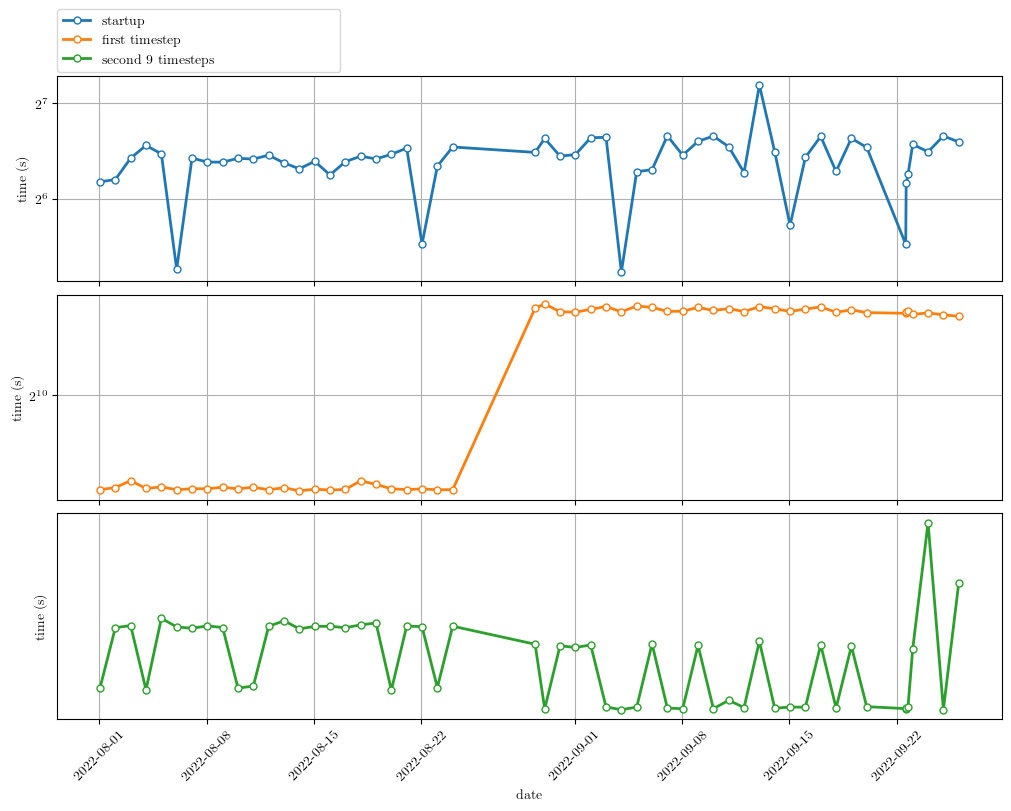 startup
first timestep
second 9 timesteps
2^7
2^6
time (s)
2^10
time (s)
time (s)
2022-08-01
2022-08-08
2022-08-15
2022-08-22
2022-09-01
2022-09-08
2022-09-15
2022-09-22
date